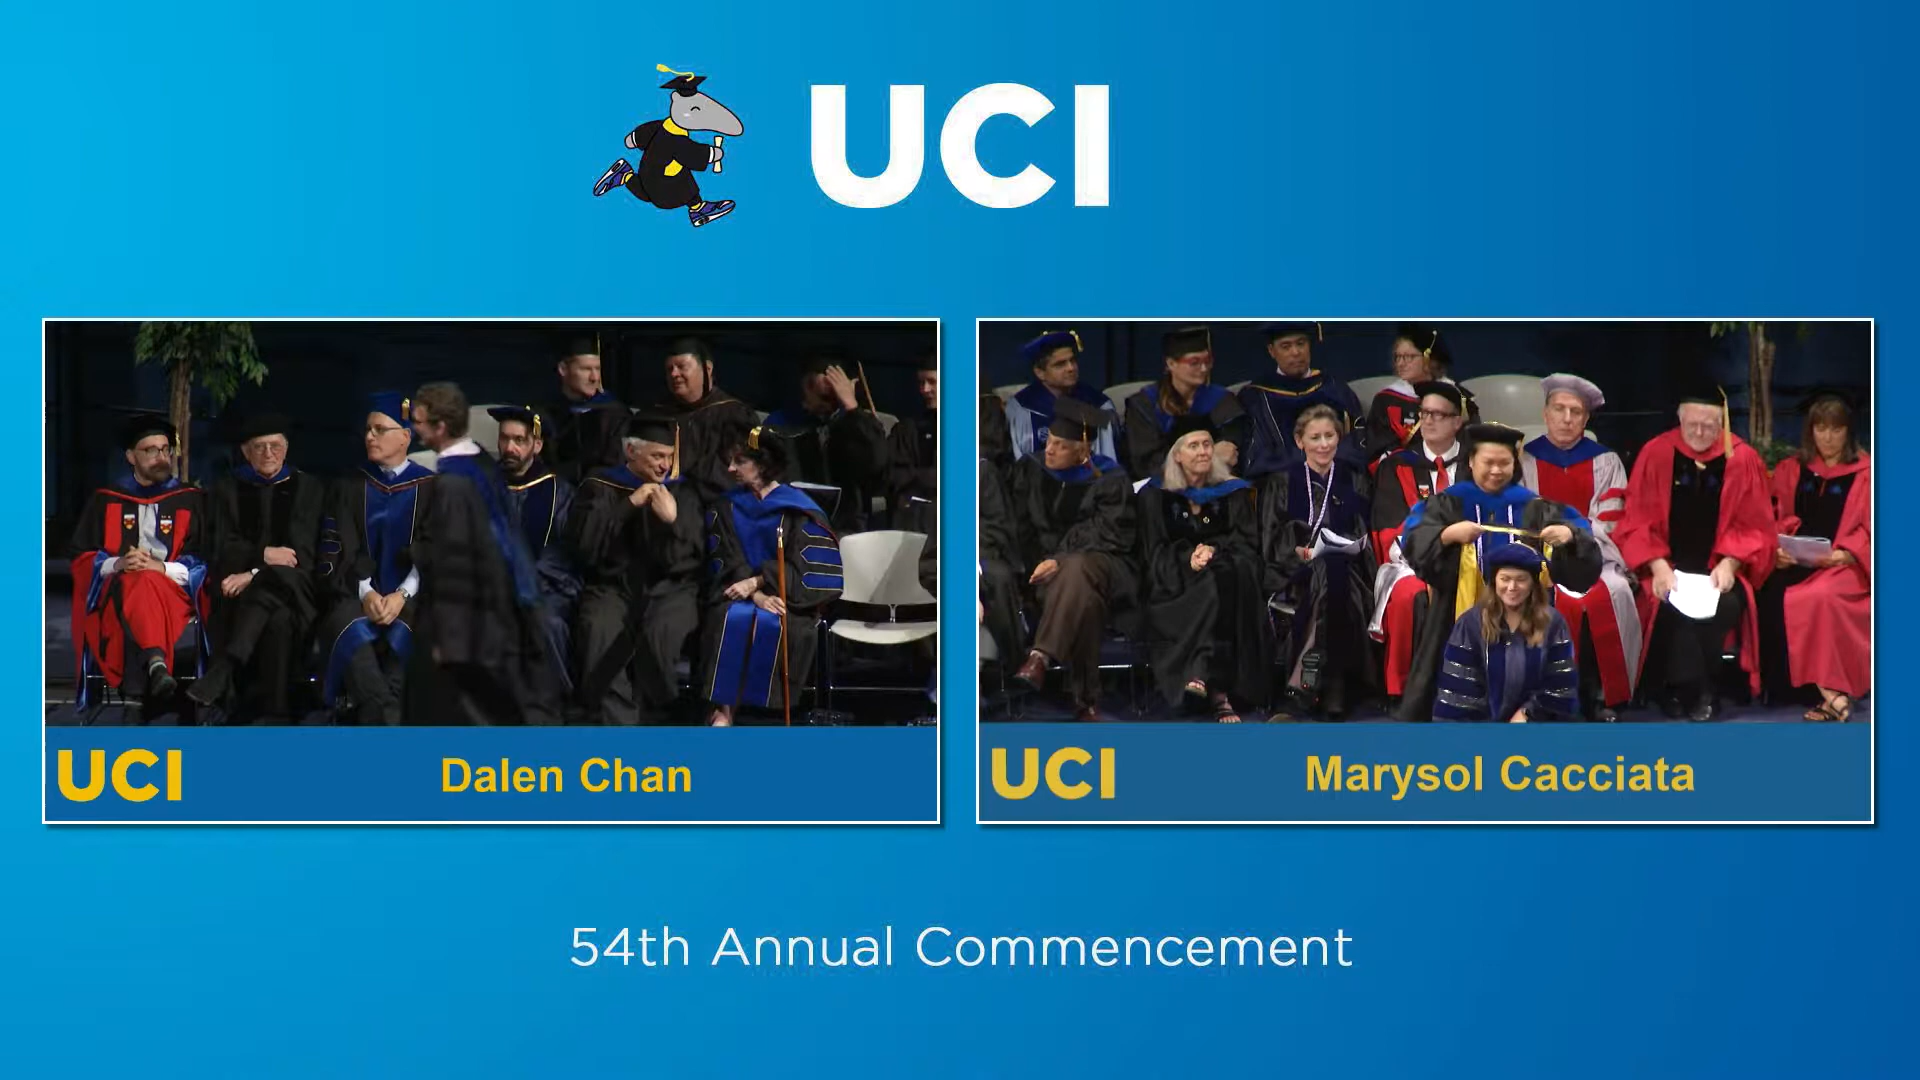 UCI
UCI
Dalen Chan
UCI
Marysol Cacciata
54th Annual Commencement